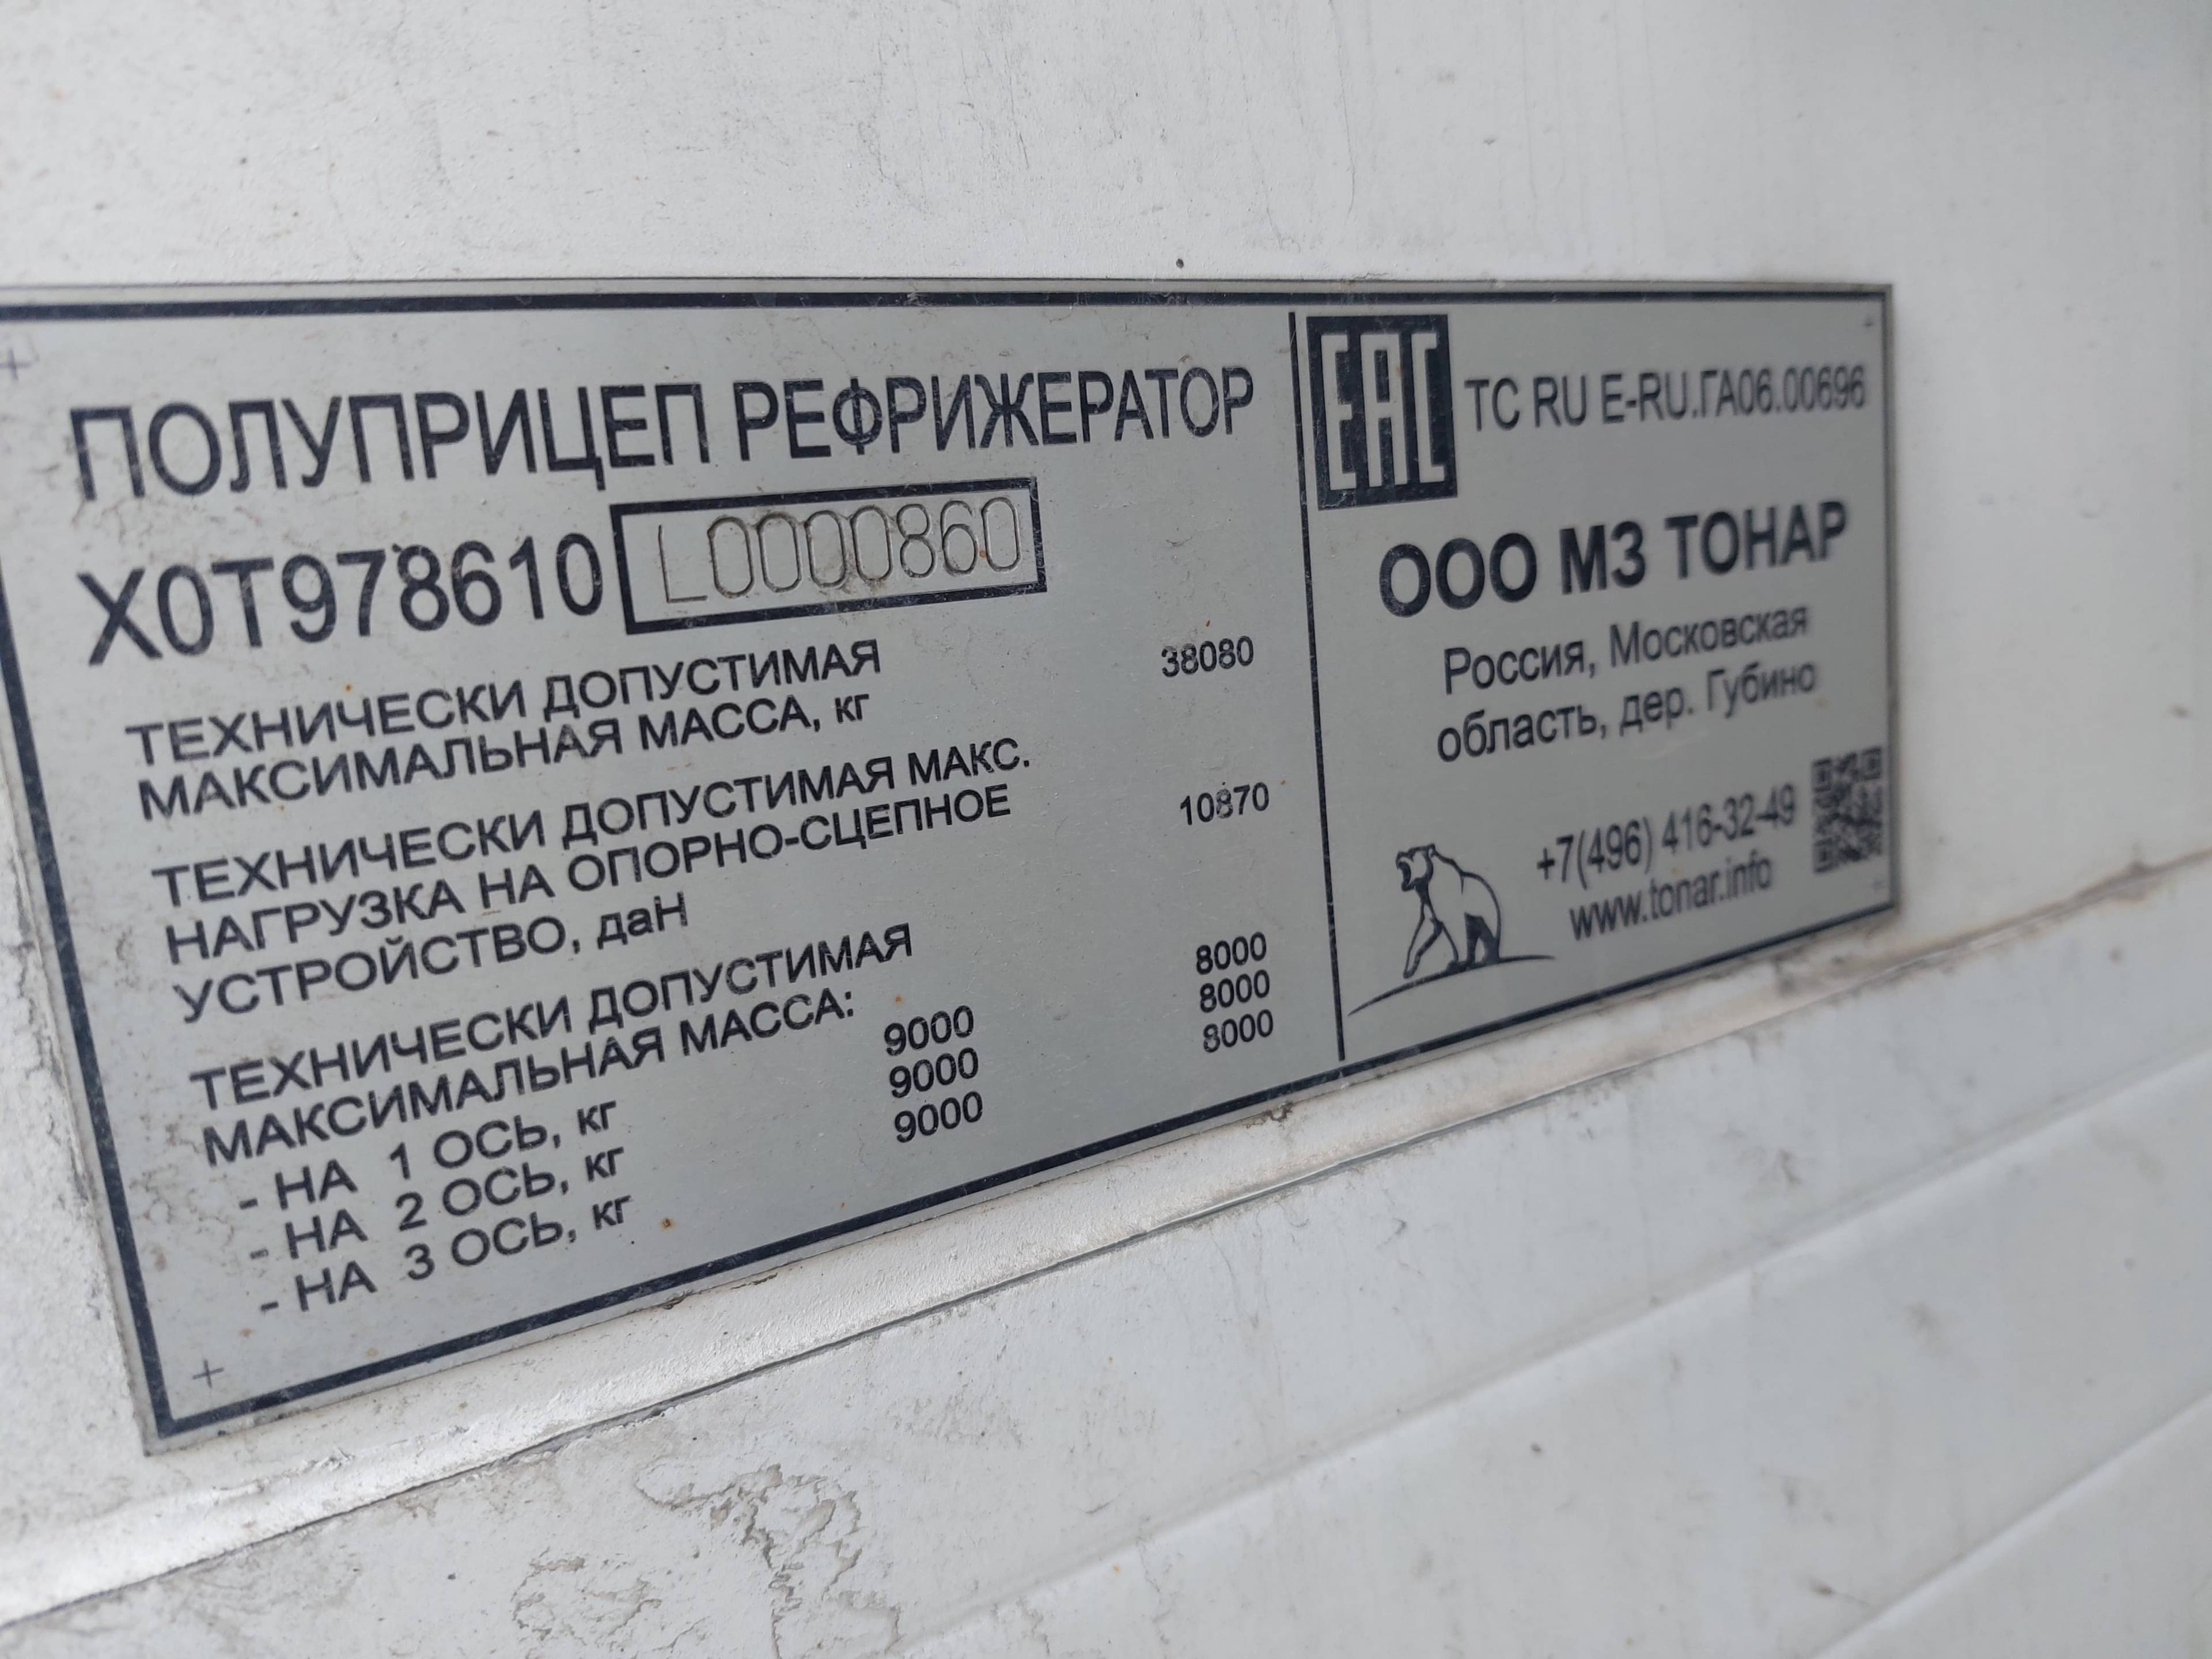 ПОЛУПРИЦЕП РЕФРИЖЕРАТОР
X0T978610 L0000860
ТЕХНИЧЕСКИ ДОПУСТИМАЯ
МАКСИМАЛЬНАЯ МАССА, кг 38080
ТЕХНИЧЕСКИ ДОПУСТИМАЯ МАКС.
НАГРУЗКА НА ОПОРНО-СЦЕПНОЕ 10870
УСТРОЙСТВО, даН
ТЕХНИЧЕСКИ ДОПУСТИМАЯ
МАКСИМАЛЬНАЯ МАССА:
- НА 1 ОСЬ, кг 9000 8000
- НА 2 ОСЬ, кг 9000 8000
- НА 3 ОСЬ, кг 9000 8000
EAC ТС RU E-RU.ГА06.00696
ООО МЗ ТОНАР
Россия, Московская
область, дер. Губино
+7(496) 416-32-49
www.tonar.info